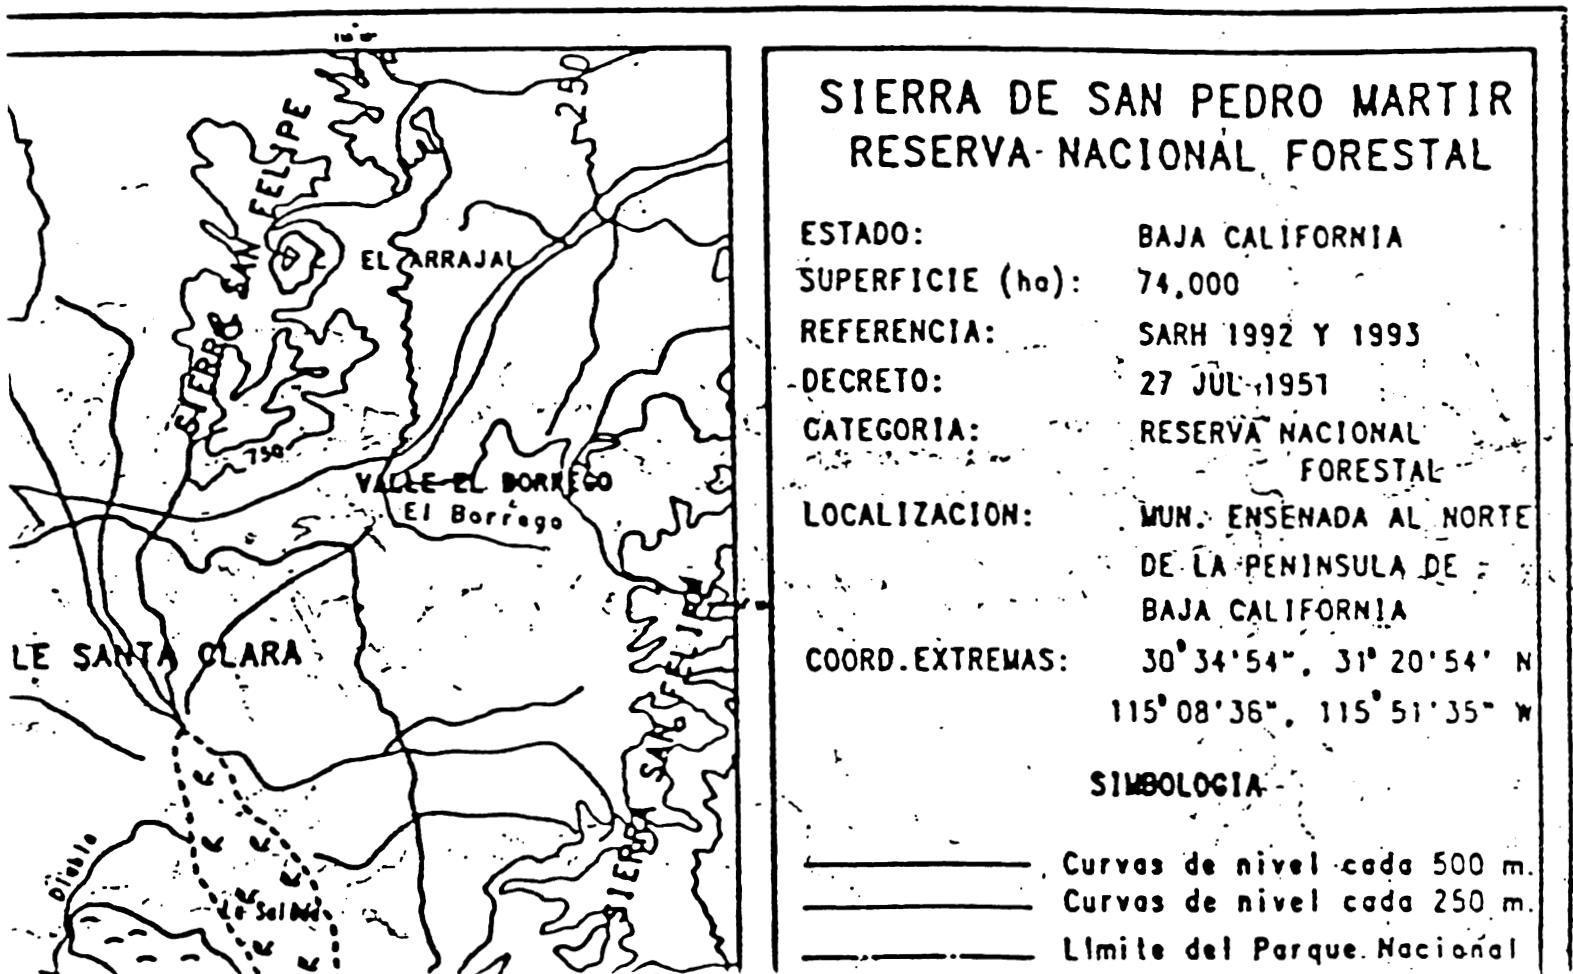 250
SIERRA SAN FELIPE
EL ARRAJAL
750
VALLE EL BORREGO
El Borrego
LE SANTA CLARA
SIERRA SAN FELIPE
Diablo
SIERRA DE SAN PEDRO MARTIR
RESERVA NACIONAL FORESTAL
ESTADO: BAJA CALIFORNIA
SUPERFICIE (ha): 74,000
REFERENCIA: SARH 1992 Y 1993
DECRETO: 27 JUL 1951
CATEGORIA: RESERVA NACIONAL
FORESTAL
LOCALIZACION: MUN. ENSENADA AL NORTE
DE LA PENINSULA DE
BAJA CALIFORNIA
COORD.EXTREMAS: 30°34'54", 31°20'54' N
115°08'36", 115°51'35" W
SIMBOLOGIA
Curvas de nivel cada 500 m.
Curvas de nivel cada 250 m.
Limite del Parque Nacional